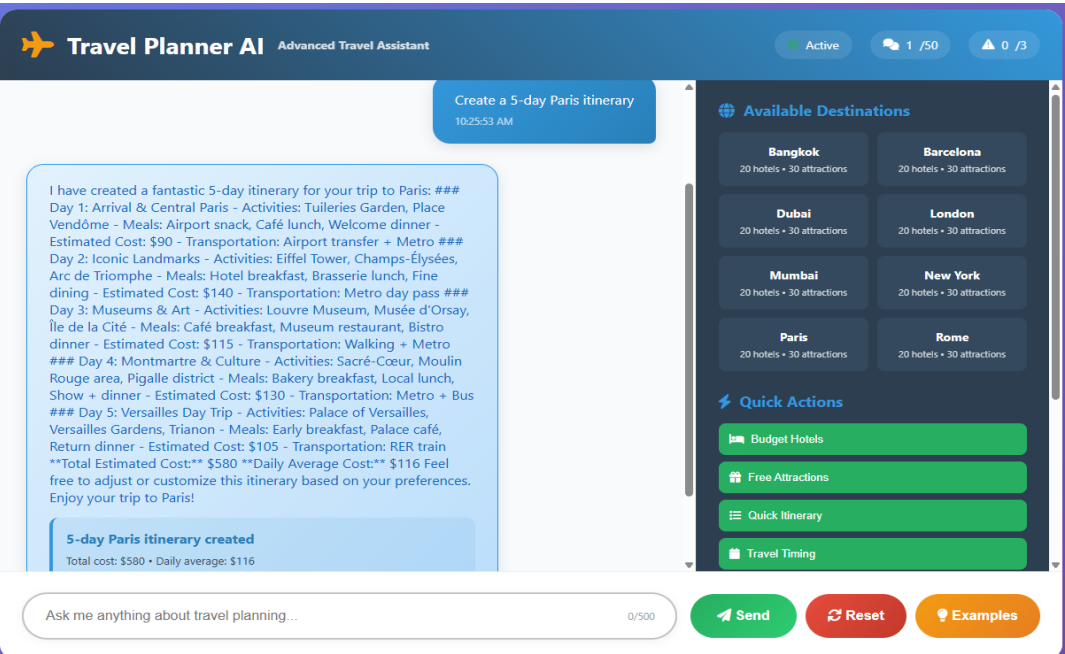 Travel Planner AI Advanced Travel Assistant
Active 1 /50 0 /3
Create a 5-day Paris itinerary
10:25:53 AM
I have created a fantastic 5-day itinerary for your trip to Paris: ###
Day 1: Arrival & Central Paris - Activities: Tuileries Garden, Place
Vendôme - Meals: Airport snack, Café lunch, Welcome dinner -
Estimated Cost: $90 - Transportation: Airport transfer + Metro ###
Day 2: Iconic Landmarks - Activities: Eiffel Tower, Champs-Élysées,
Arc de Triomphe - Meals: Hotel breakfast, Brasserie lunch, Fine
dining - Estimated Cost: $140 - Transportation: Metro day pass ###
Day 3: Museums & Art - Activities: Louvre Museum, Musée d'Orsay,
Île de la Cité - Meals: Café breakfast, Museum restaurant, Bistro
dinner - Estimated Cost: $115 - Transportation: Walking + Metro
### Day 4: Montmartre & Culture - Activities: Sacré-Cœur, Moulin
Rouge area, Pigalle district - Meals: Bakery breakfast, Local lunch,
Show + dinner - Estimated Cost: $130 - Transportation: Metro + Bus
### Day 5: Versailles Day Trip - Activities: Palace of Versailles,
Versailles Gardens, Trianon - Meals: Early breakfast, Palace café,
Return dinner - Estimated Cost: $105 - Transportation: RER train
**Total Estimated Cost:** $580 **Daily Average Cost:** $116 Feel
free to adjust or customize this itinerary based on your preferences.
Enjoy your trip to Paris!
5-day Paris itinerary created
Total cost: $580 • Daily average: $116
Available Destinations
Bangkok
20 hotels • 30 attractions
Barcelona
20 hotels • 30 attractions
Dubai
20 hotels • 30 attractions
London
20 hotels • 30 attractions
Mumbai
20 hotels • 30 attractions
New York
20 hotels • 30 attractions
Paris
20 hotels • 30 attractions
Rome
20 hotels • 30 attractions
Quick Actions
Budget Hotels
Free Attractions
Quick Itinerary
Travel Timing
Ask me anything about travel planning... 0/500
Send
Reset
Examples